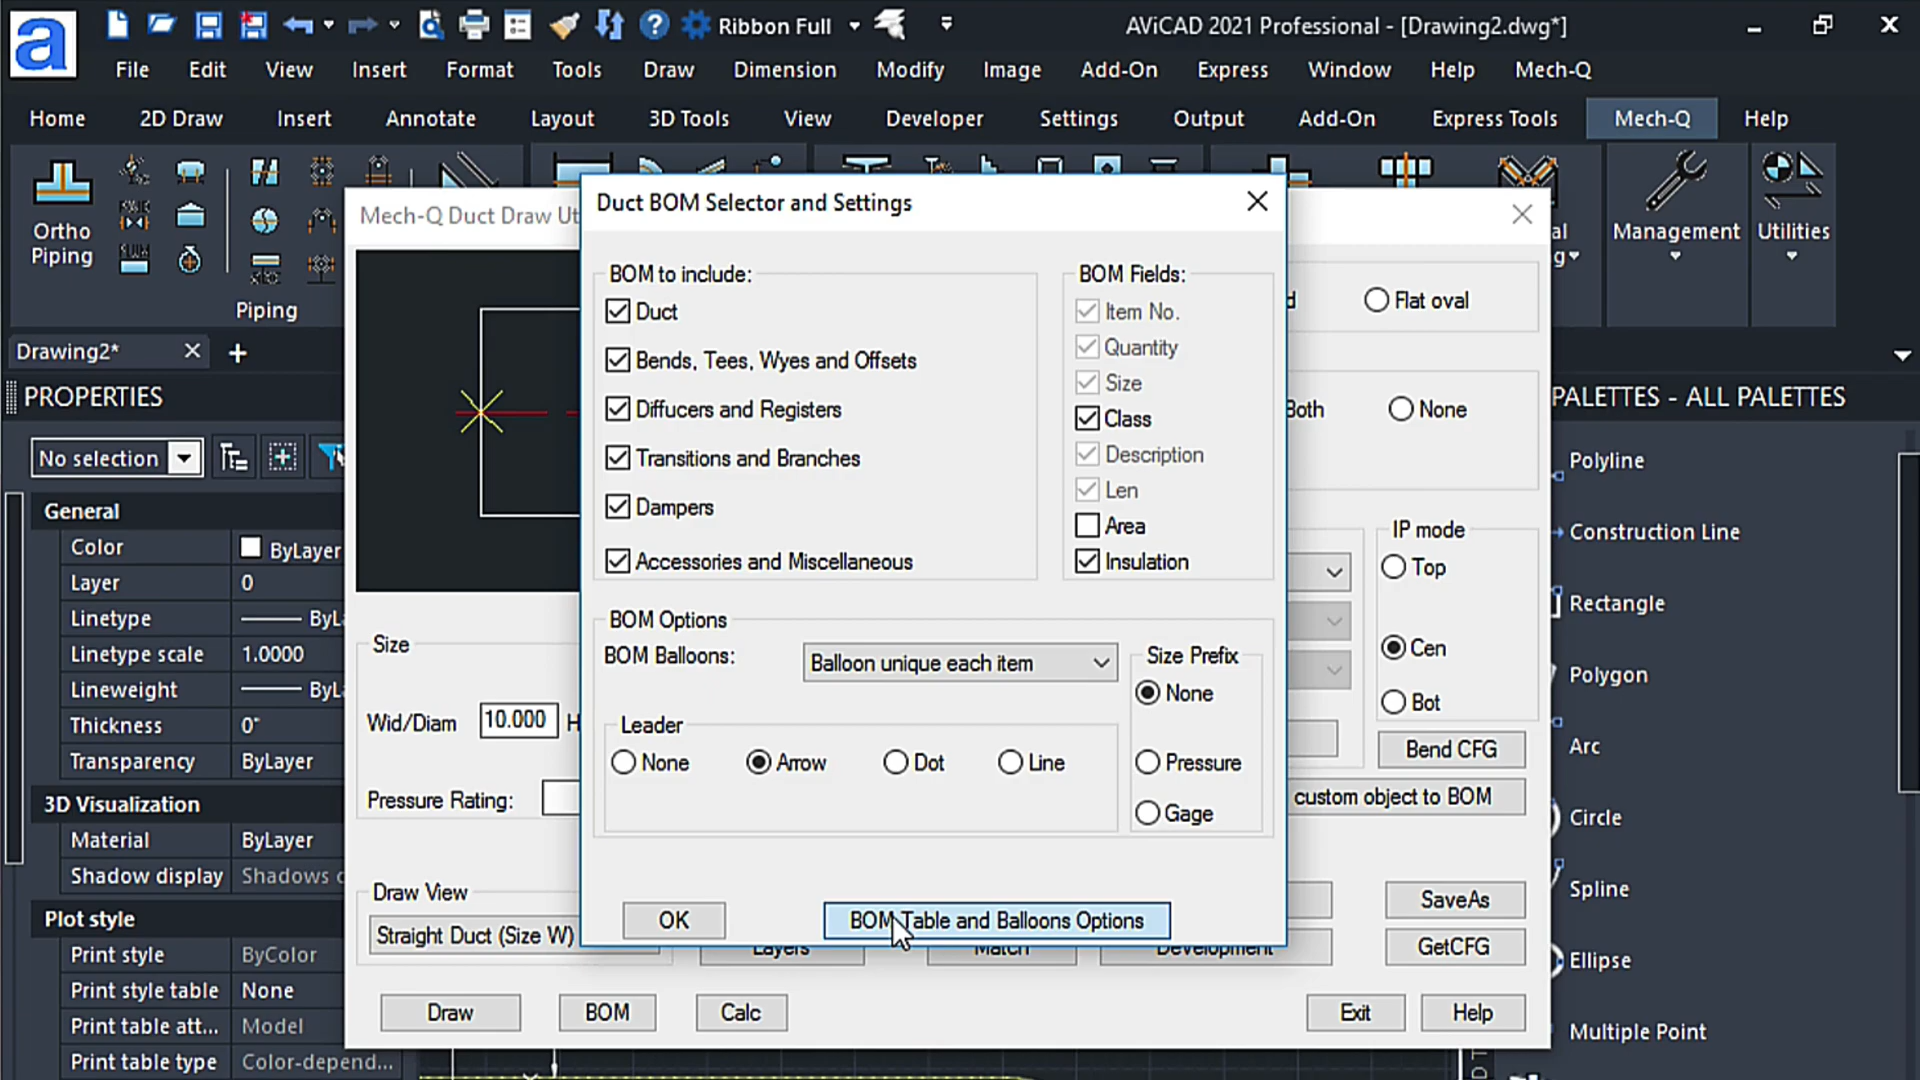 a
Ribbon Full
AViCAD 2021 Professional - [Drawing2.dwg*]
File Edit View Insert Format Tools Draw Dimension Modify Image Add-On Express Window Help Mech-Q
Home 2D Draw Insert Annotate Layout 3D Tools View Developer Settings Output Add-On Express Tools Mech-Q Help
Ortho
Piping
Piping
Management
Utilities
Drawing2*
PROPERTIES
No selection
General
Color ByLayer
Layer 0
Linetype
Linetype scale 1.0000
Lineweight
Thickness 0"
Transparency ByLayer
3D Visualization
Material ByLayer
Shadow display Shadows
Plot style
Print style ByColor
Print style table None
Print table att... Model
Print table type Color-depend...
Mech-Q Duct Draw
Flat oval
Both None
Size
Wid/Diam 10.000 H
Pressure Rating:
Draw View
Straight Duct (Size W)
Draw BOM Calc
Layers Match Development
IP mode
Top
Cen
Bot
Bend CFG
custom object to BOM
SaveAs
GetCFG
Exit Help
Duct BOM Selector and Settings
BOM to include:
Duct
Bends, Tees, Wyes and Offsets
Diffucers and Registers
Transitions and Branches
Dampers
Accessories and Miscellaneous
BOM Fields:
Item No.
Quantity
Size
Class
Description
Len
Area
Insulation
BOM Options
BOM Balloons: Balloon unique each item
Leader
None Arrow Dot Line
Size Prefix
None
Pressure
Gage
OK BOM Table and Balloons Options
PALETTES - ALL PALETTES
Polyline
Construction Line
Rectangle
Polygon
Arc
Circle
Spline
Ellipse
Multiple Point